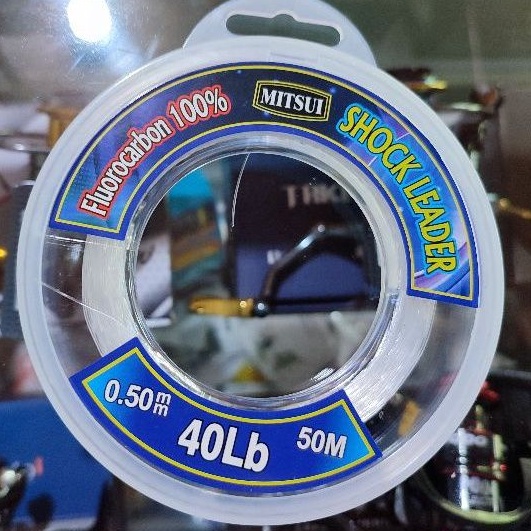 Fluorocarbon 100%
MITSUI
SHOCK LEADER
0.50mm
40Lb
50M